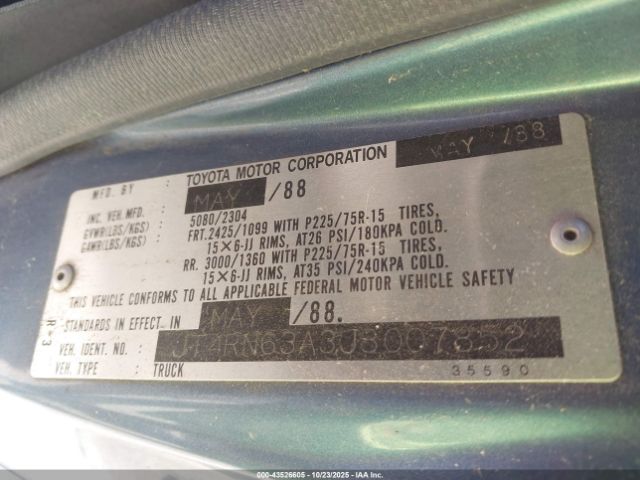 MFD. BY TOYOTA MOTOR CORPORATION MAY /88
MAY /88
INC. VEH. MFD.
GVWR(LBS/KGS) 5080/2304
GAWR(LBS/KGS) FRT. 2425/1099 WITH P225/75R-15 TIRES,
15×6-JJ RIMS, AT26 PSI/180KPA COLD.
RR. 3000/1360 WITH P225/75R-15 TIRES,
15×6-JJ RIMS, AT35 PSI/240KPA COLD.
THIS VEHICLE CONFORMS TO ALL APPLICABLE FEDERAL MOTOR VEHICLE SAFETY
STANDARDS IN EFFECT IN MAY /88.
VEH. IDENT. NO.
VEH. TYPE TRUCK 35590
R-3
00-43526605 10/23/2025 IAA HOLDINGS, LLC